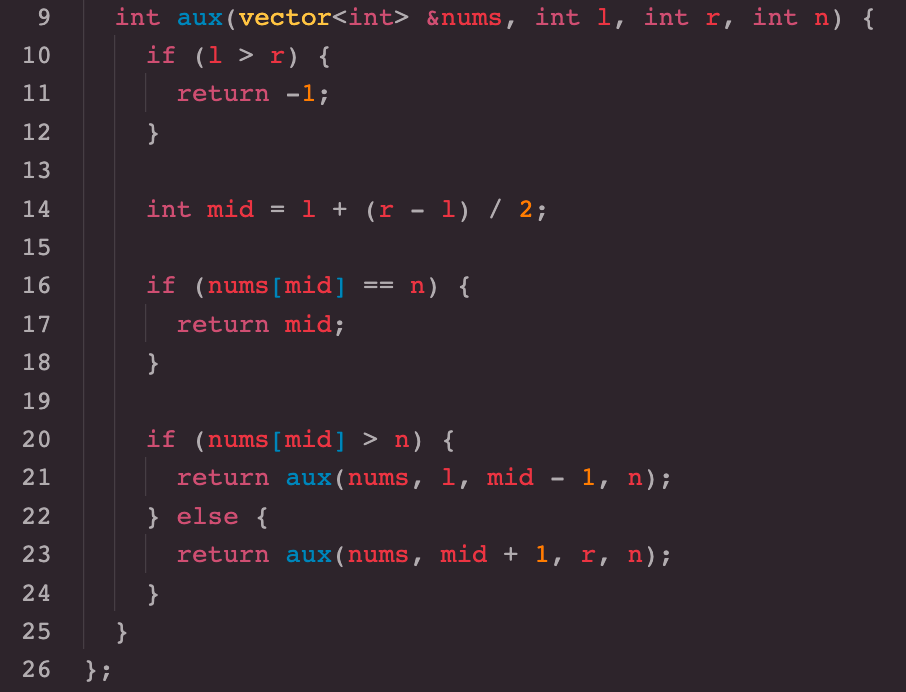 9 int aux(vector<int> &nums, int l, int r, int n) {
10 if (l > r) {
11 return -1;
12 }
13
14 int mid = l + (r - l) / 2;
15
16 if (nums[mid] == n) {
17 return mid;
18 }
19
20 if (nums[mid] > n) {
21 return aux(nums, l, mid - 1, n);
22 } else {
23 return aux(nums, mid + 1, r, n);
24 }
25 }
26 };